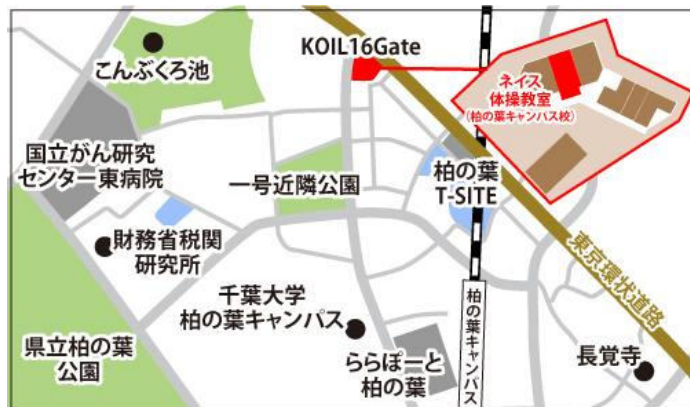 KOIL16Gate
こんぶくろ池
ネイス
体操教室
(柏の葉キャンパス校)
国立がん研究
センター東病院
一号近隣公園
柏の葉
T-SITE
財務省税関
研究所
東京環状道路
千葉大学
柏の葉キャンパス
柏の葉キャンパス
県立柏の葉
公園
ららぽーと
柏の葉
長覚寺